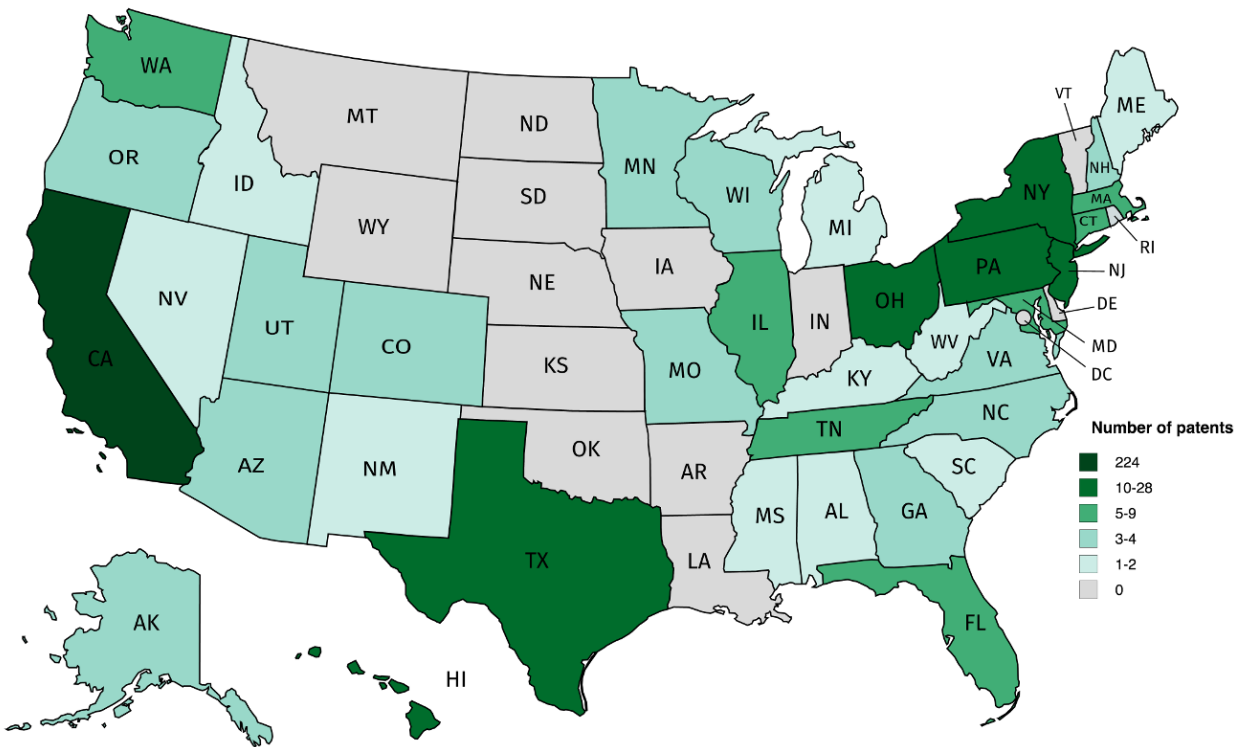 WA
MT
ND
MN
VT
ME
OR
ID
SD
WI
NH
NY
MA
WY
MI
CT
RI
IA
NE
PA
NJ
NV
OH
DE
UT
IL
IN
CO
WV
MD
CA
VA
KS
MO
KY
DC
NC
TN
AZ
NM
OK
AR
SC
MS
AL
GA
TX
LA
AK
FL
HI
Number of patents
224
10-28
5-9
3-4
1-2
0